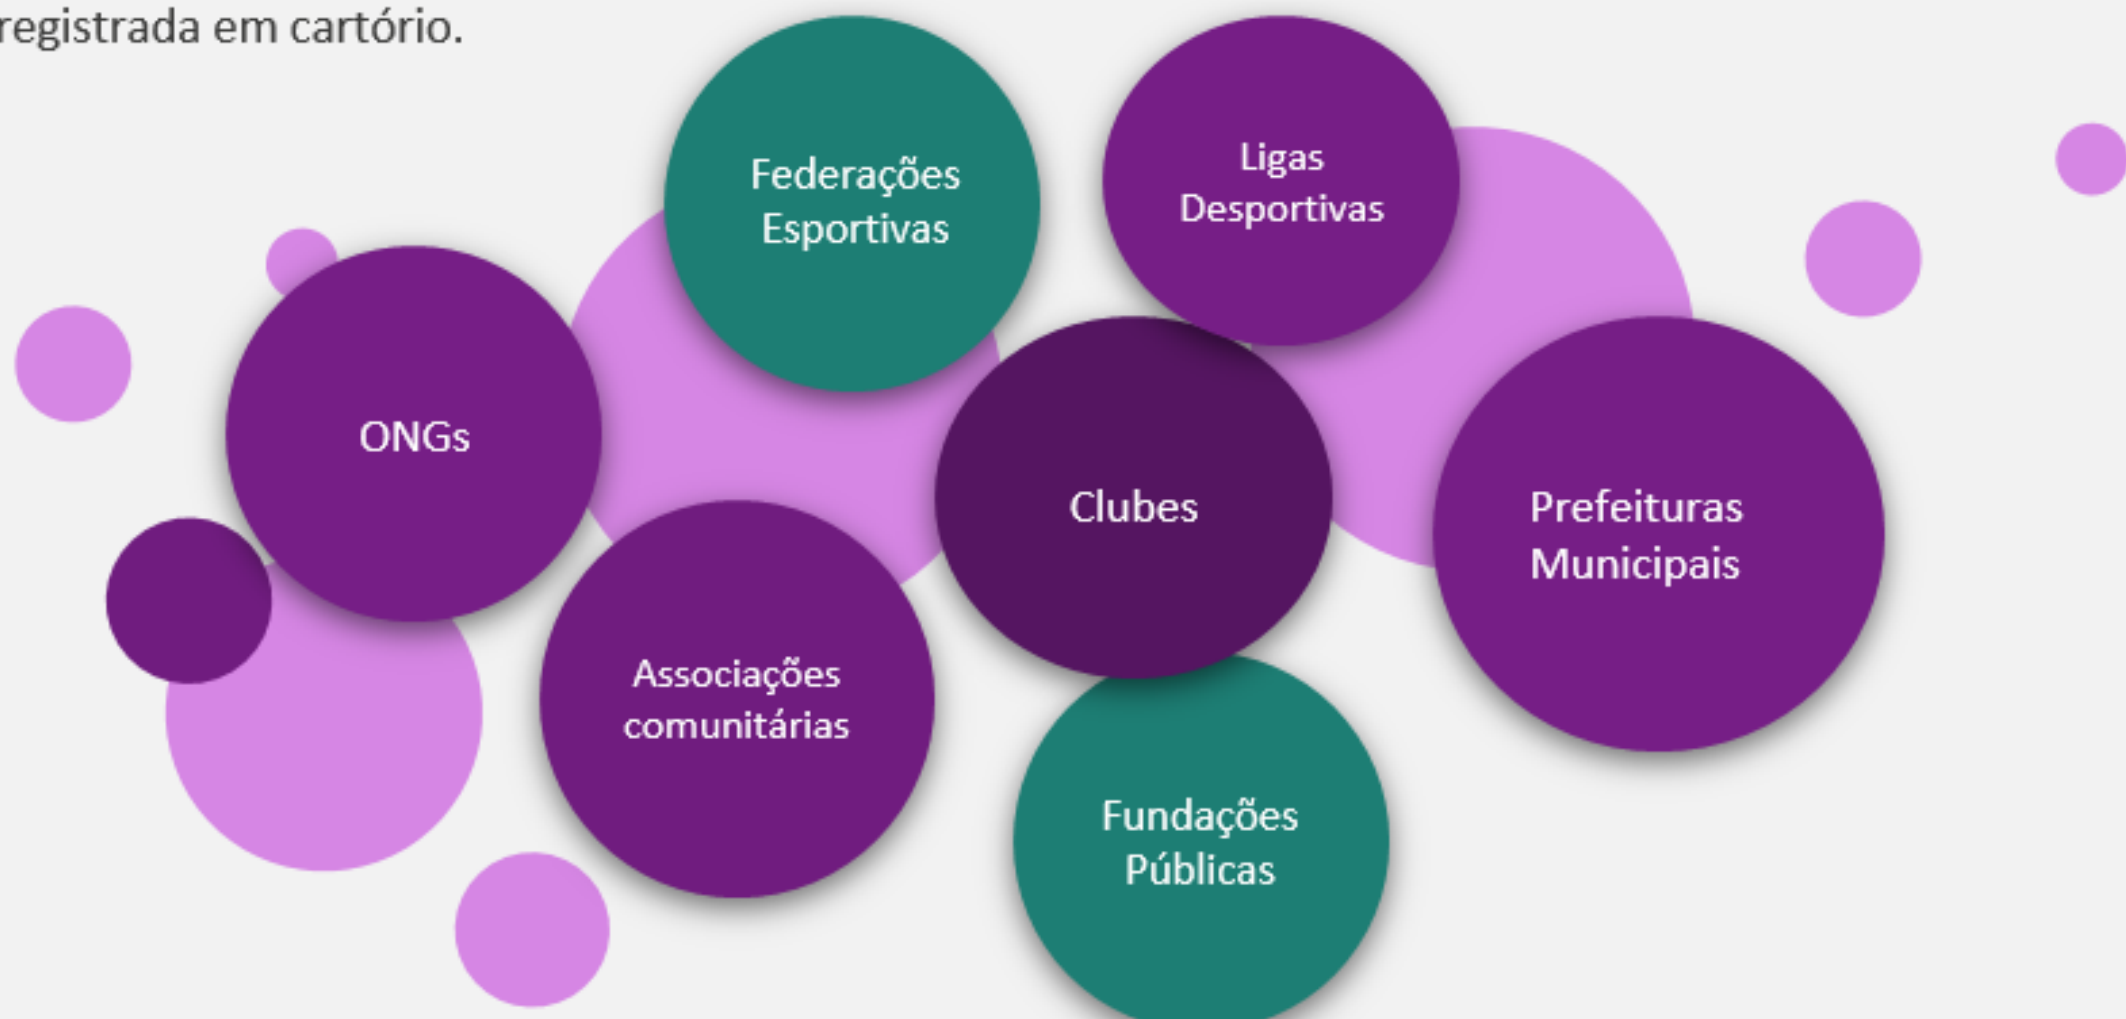 registrada em cartório.
Federações
Esportivas
Ligas
Desportivas
ONGs
Clubes
Prefeituras
Municipais
Associações
comunitárias
Fundações
Públicas